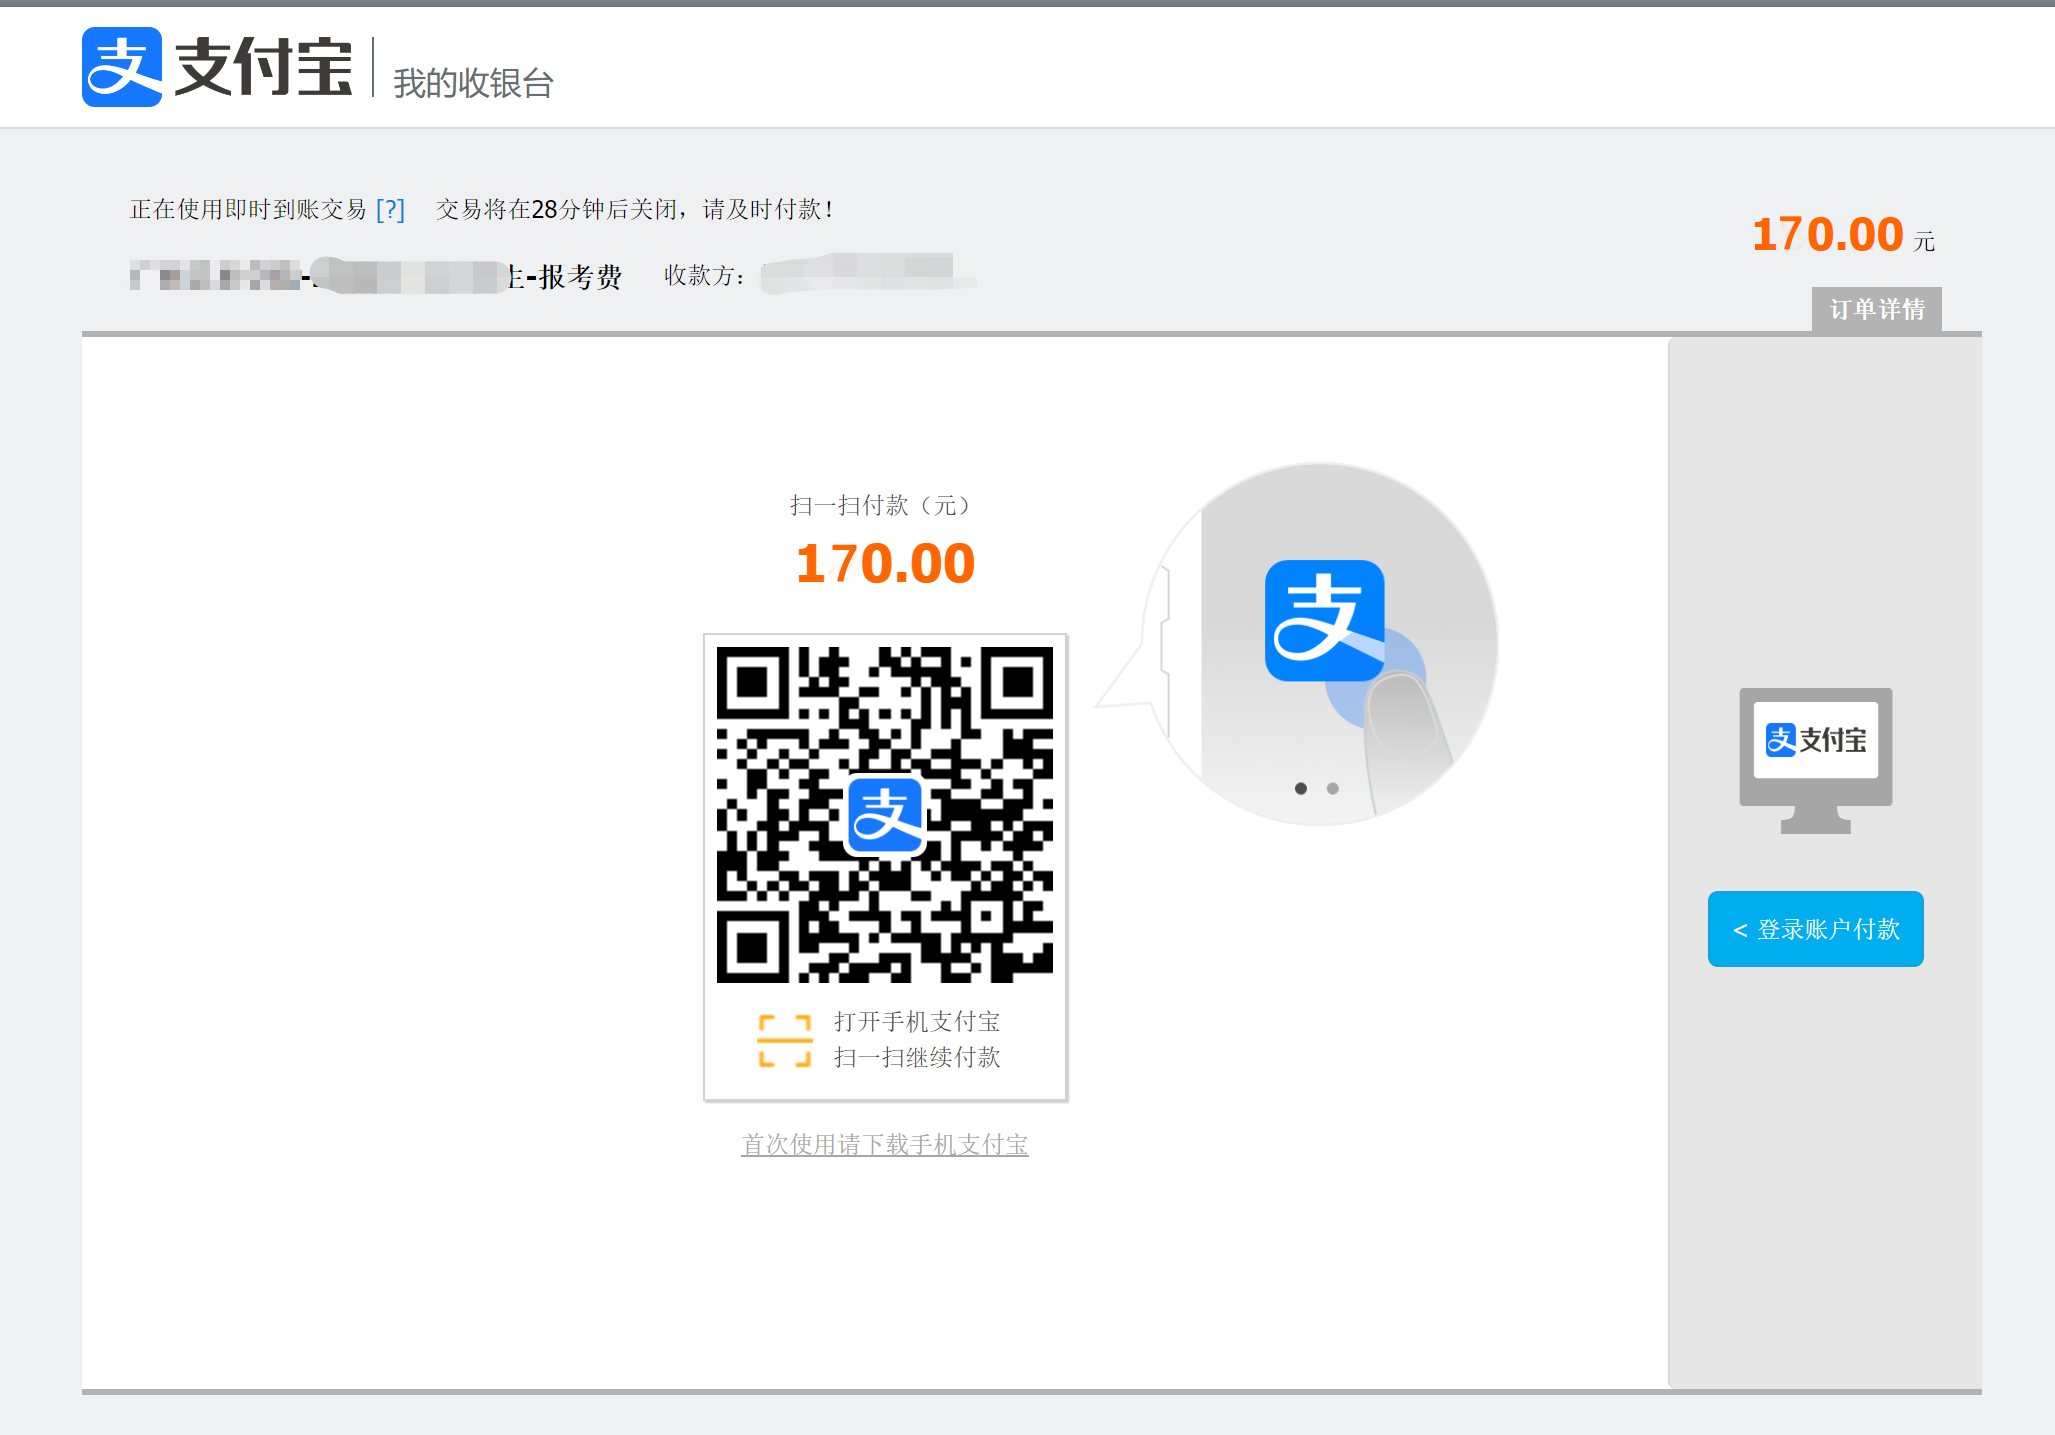 支付宝 我的收银台
正在使用即时到账交易 [?] 交易将在28分钟后关闭，请及时付款！
170.00 元
-报考费 收款方：
订单详情
扫一扫付款（元）
170.00
支
支付宝
< 登录账户付款
支
打开手机支付宝
扫一扫继续付款
首次使用请下载手机支付宝